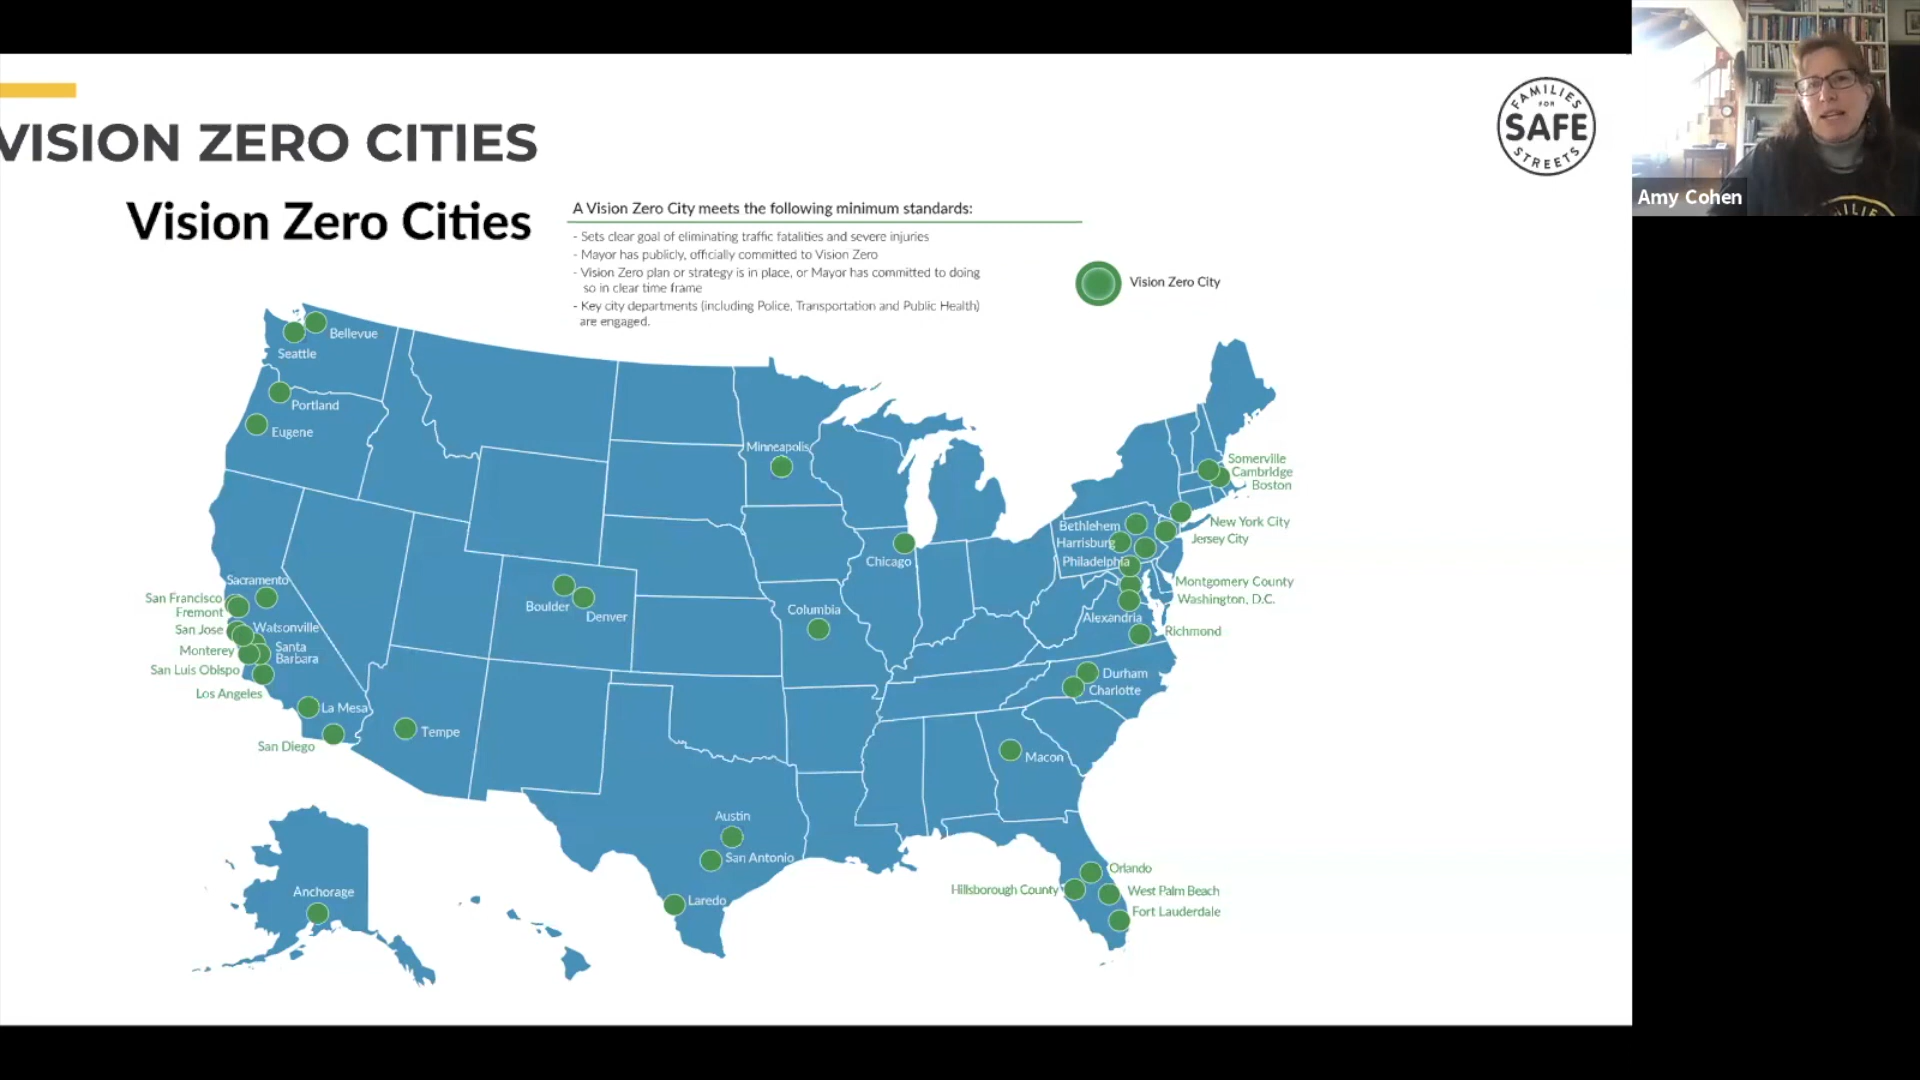 VISION ZERO CITIES
Vision Zero Cities
A Vision Zero City meets the following minimum standards:
- Sets clear goal of eliminating traffic fatalities and severe injuries
- Mayor has publicly, officially committed to Vision Zero
- Vision Zero plan or strategy is in place, or Mayor has committed to doing
so in clear time frame
- Key city departments (including Police, Transportation and Public Health)
are engaged.
Vision Zero City
FAMILIES
FOR
SAFE
STREETS
Amy Cohen
Bellevue
Seattle
Portland
Eugene
Minneapolis
Somerville
Cambridge
Boston
New York City
Jersey City
Bethlehem
Harrisburg
Philadelphia
Chicago
Montgomery County
Washington, D.C.
Alexandria
Richmond
Sacramento
San Francisco
Fremont
San Jose
Watsonville
Monterey
Santa
Barbara
San Luis Obispo
Los Angeles
La Mesa
San Diego
Boulder
Denver
Columbia
Durham
Charlotte
Tempe
Macon
Austin
San Antonio
Laredo
Anchorage
Orlando
Hillsborough County
West Palm Beach
Fort Lauderdale